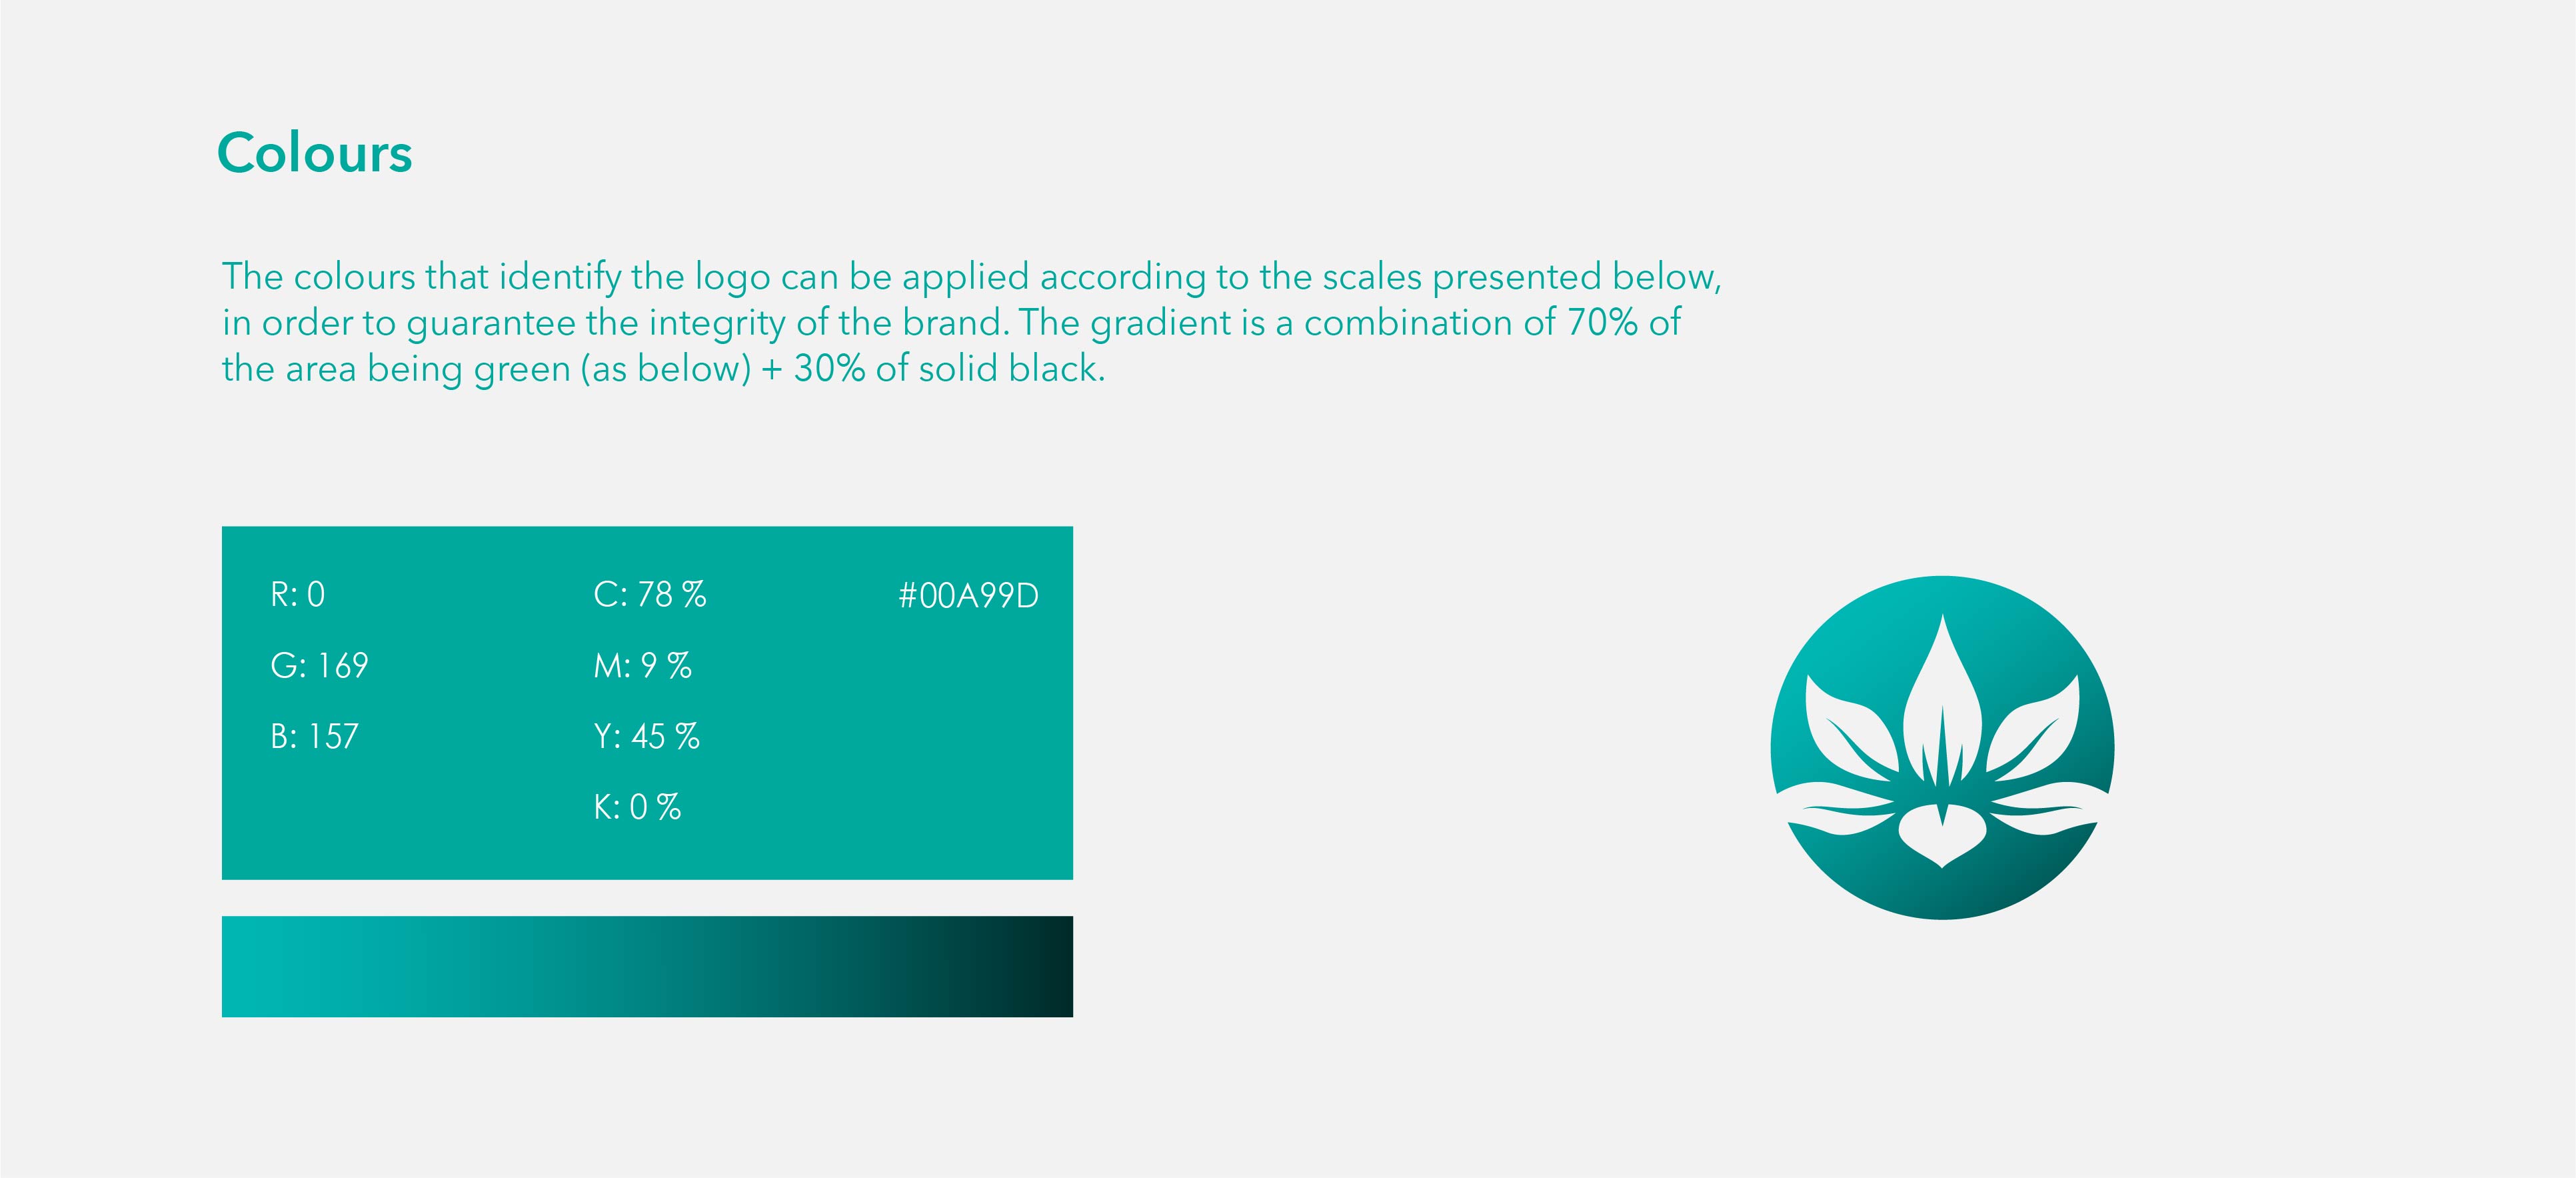 Colours
The colours that identify the logo can be applied according to the scales presented below,
in order to guarantee the integrity of the brand. The gradient is a combination of 70% of
the area being green (as below) + 30% of solid black.
R: 0
G: 169
B: 157
C: 78 %
M: 9 %
Y: 45 %
K: 0 %
#00A99D